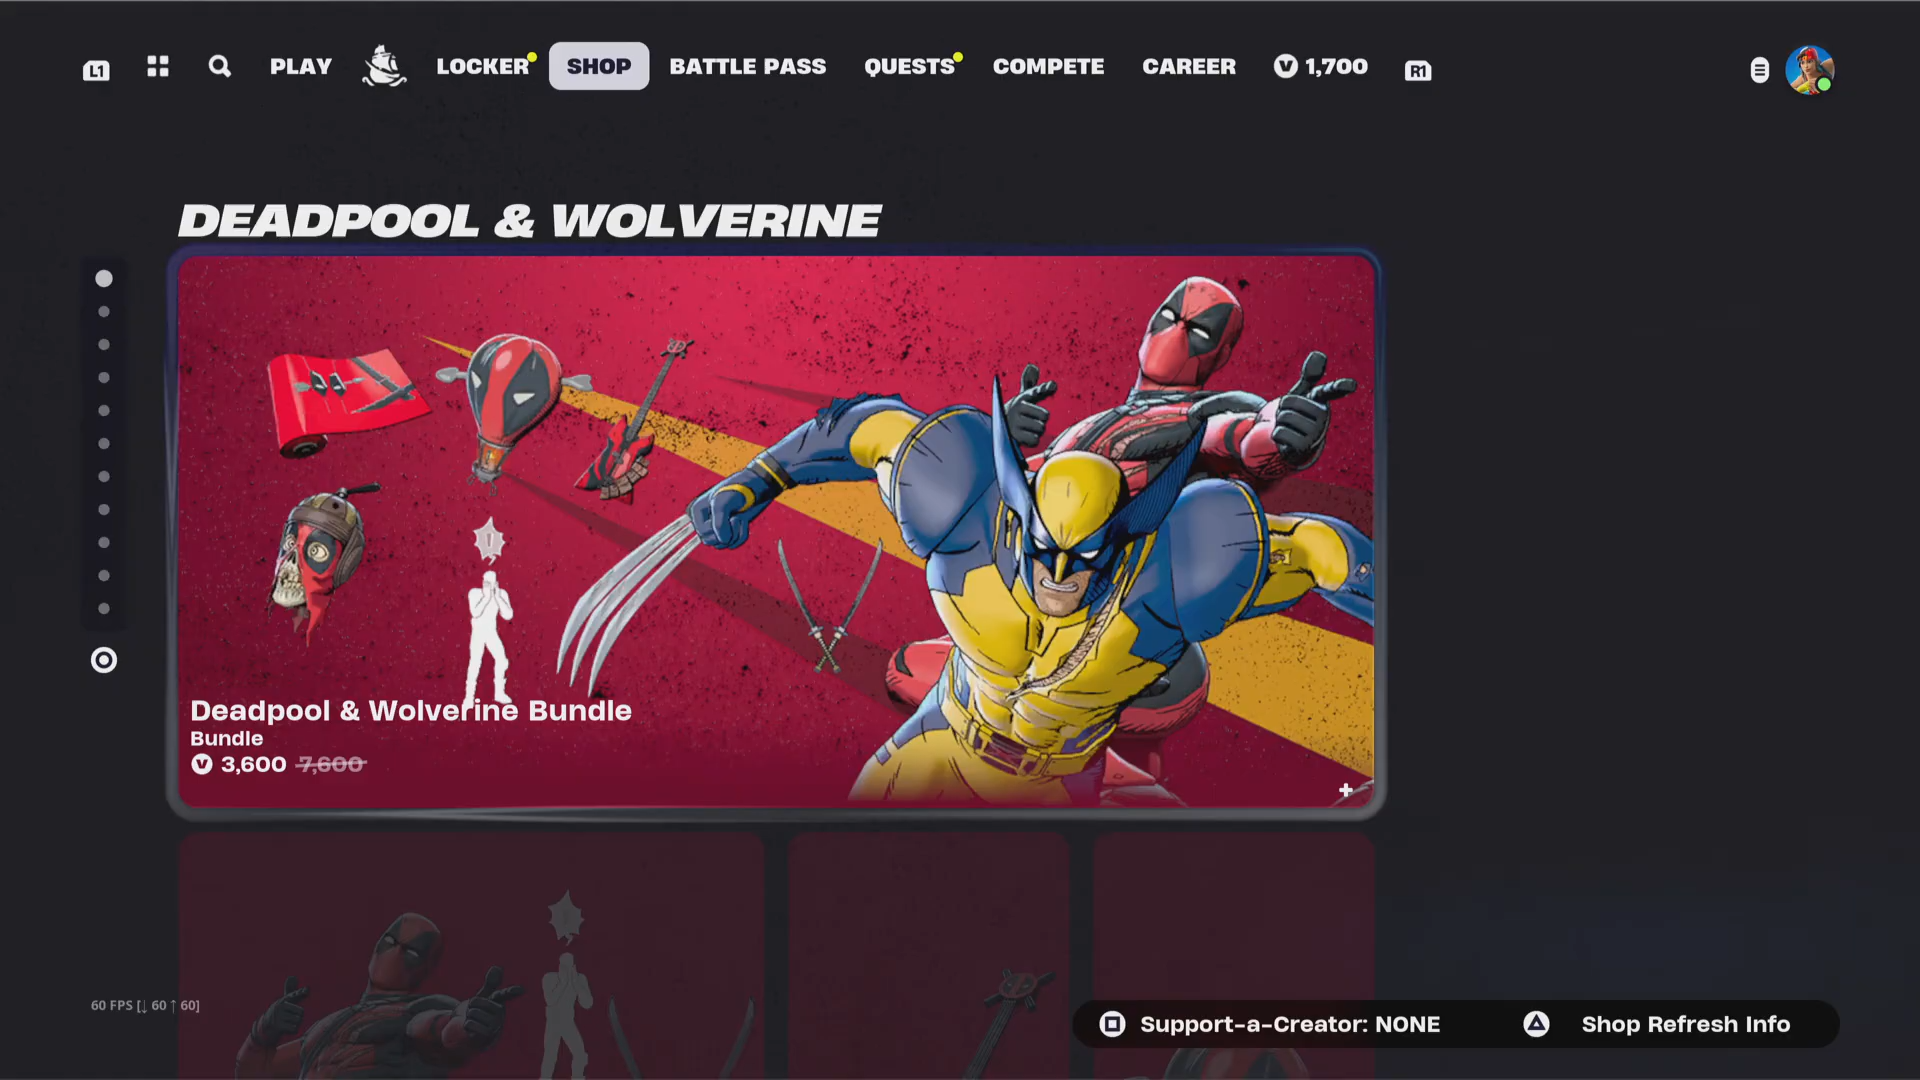 L1 PLAY LOCKER SHOP BATTLE PASS QUESTS COMPETE CAREER V 1,700 R1
DEADPOOL & WOLVERINE
Deadpool & Wolverine Bundle
Bundle
V 3,600 7,600
60 FPS [↓ 60 ↑ 60]
Support-a-Creator: NONE Shop Refresh Info